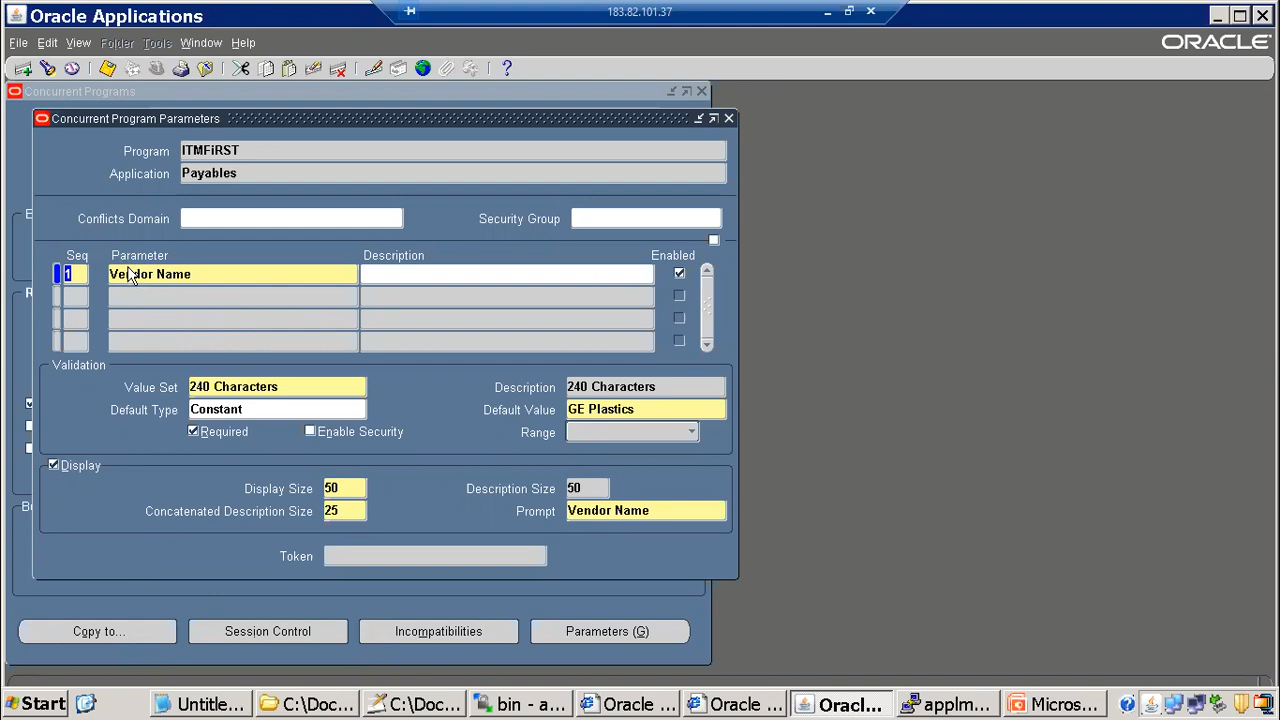 183.82.101.37
Oracle Applications
File Edit View Folder Tools Window Help
ORACLE
Concurrent Programs
Concurrent Program Parameters
Program ITMFiRST
Application Payables
Conflicts Domain Security Group
Seq Parameter Description Enabled
1 Vendor Name
Validation
Value Set 240 Characters Description 240 Characters
Default Type Constant Default Value GE Plastics
Required Enable Security Range
Display
Display Size 50 Description Size 50
Concatenated Description Size 25 Prompt Vendor Name
Token
Copy to... Session Control Incompatibilities Parameters (G)
Start Untitle... C:\Doc... C:\Doc... bin - a... Oracle ... Oracle ... Oracl... applm... Micros...